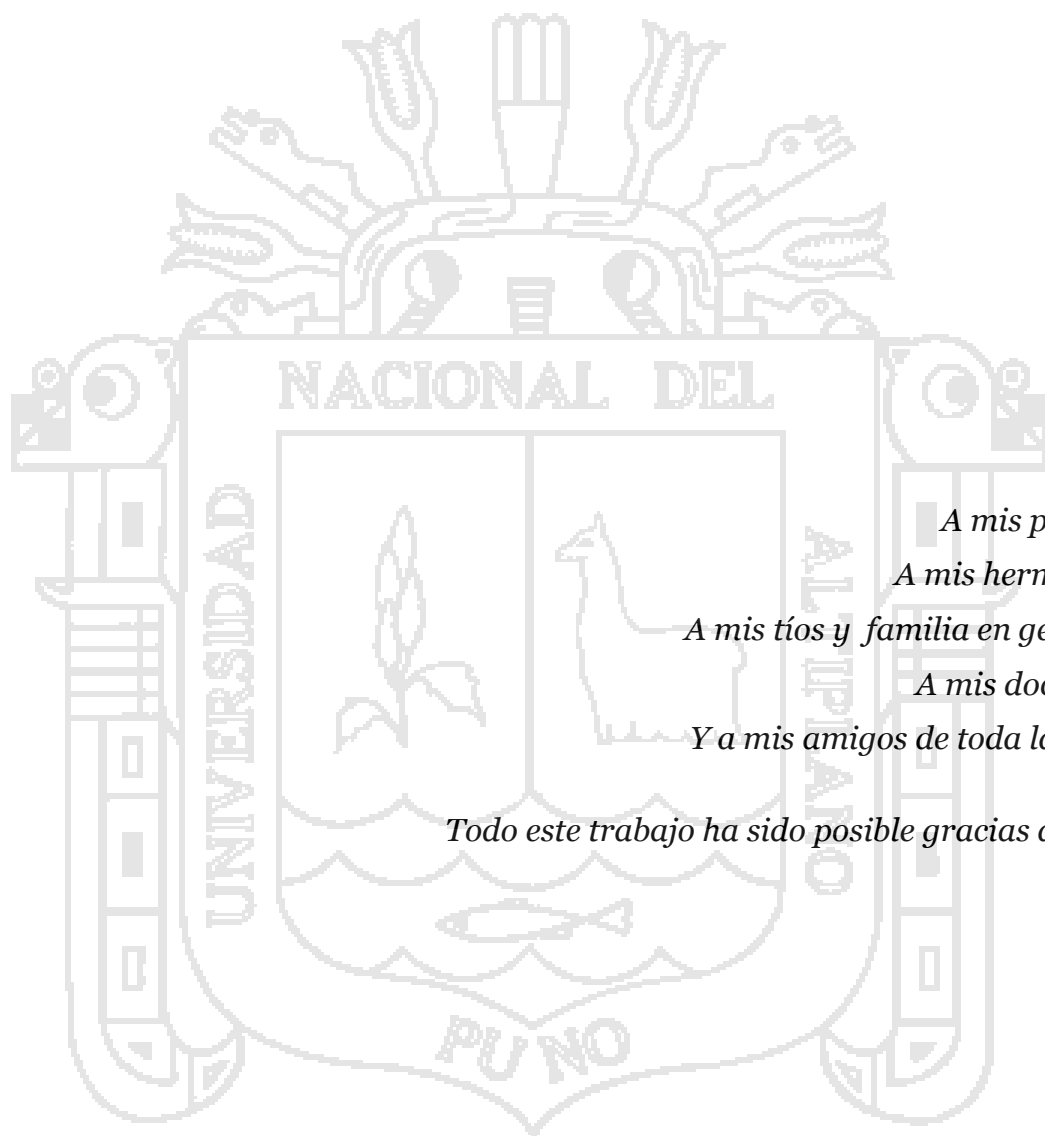 NACIONAL DEL
UNIVERSIDAD
ALTIPLANO
A mis p
A mis hern
A mis tíos y familia en ge
A mis doc
Y a mis amigos de toda la
Todo este trabajo ha sido posible gracias a
PUNO